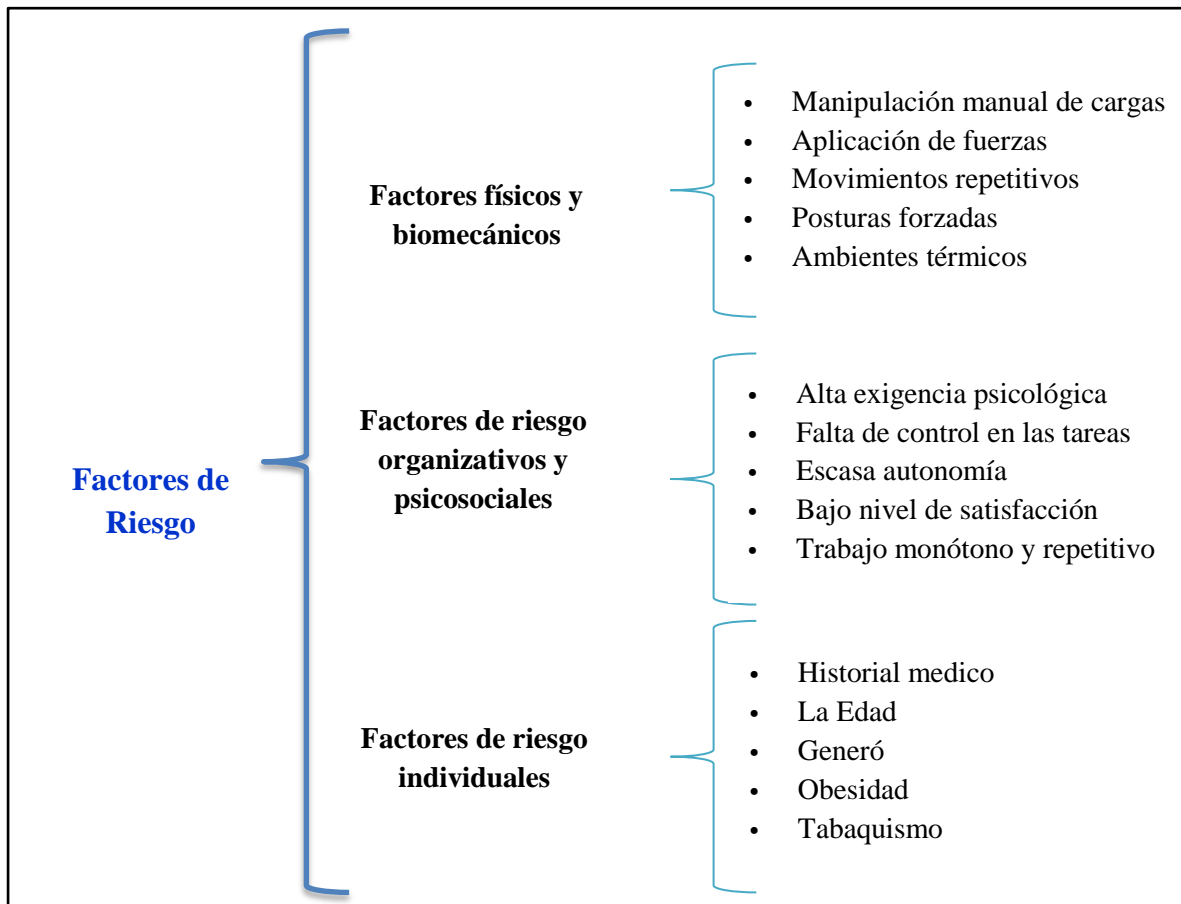 Factores de
Riesgo
Factores físicos y
biomecánicos
• Manipulación manual de cargas
• Aplicación de fuerzas
• Movimientos repetitivos
• Posturas forzadas
• Ambientes térmicos
Factores de riesgo
organizativos y
psicosociales
• Alta exigencia psicológica
• Falta de control en las tareas
• Escasa autonomía
• Bajo nivel de satisfacción
• Trabajo monótono y repetitivo
Factores de riesgo
individuales
• Historial medico
• La Edad
• Generó
• Obesidad
• Tabaquismo